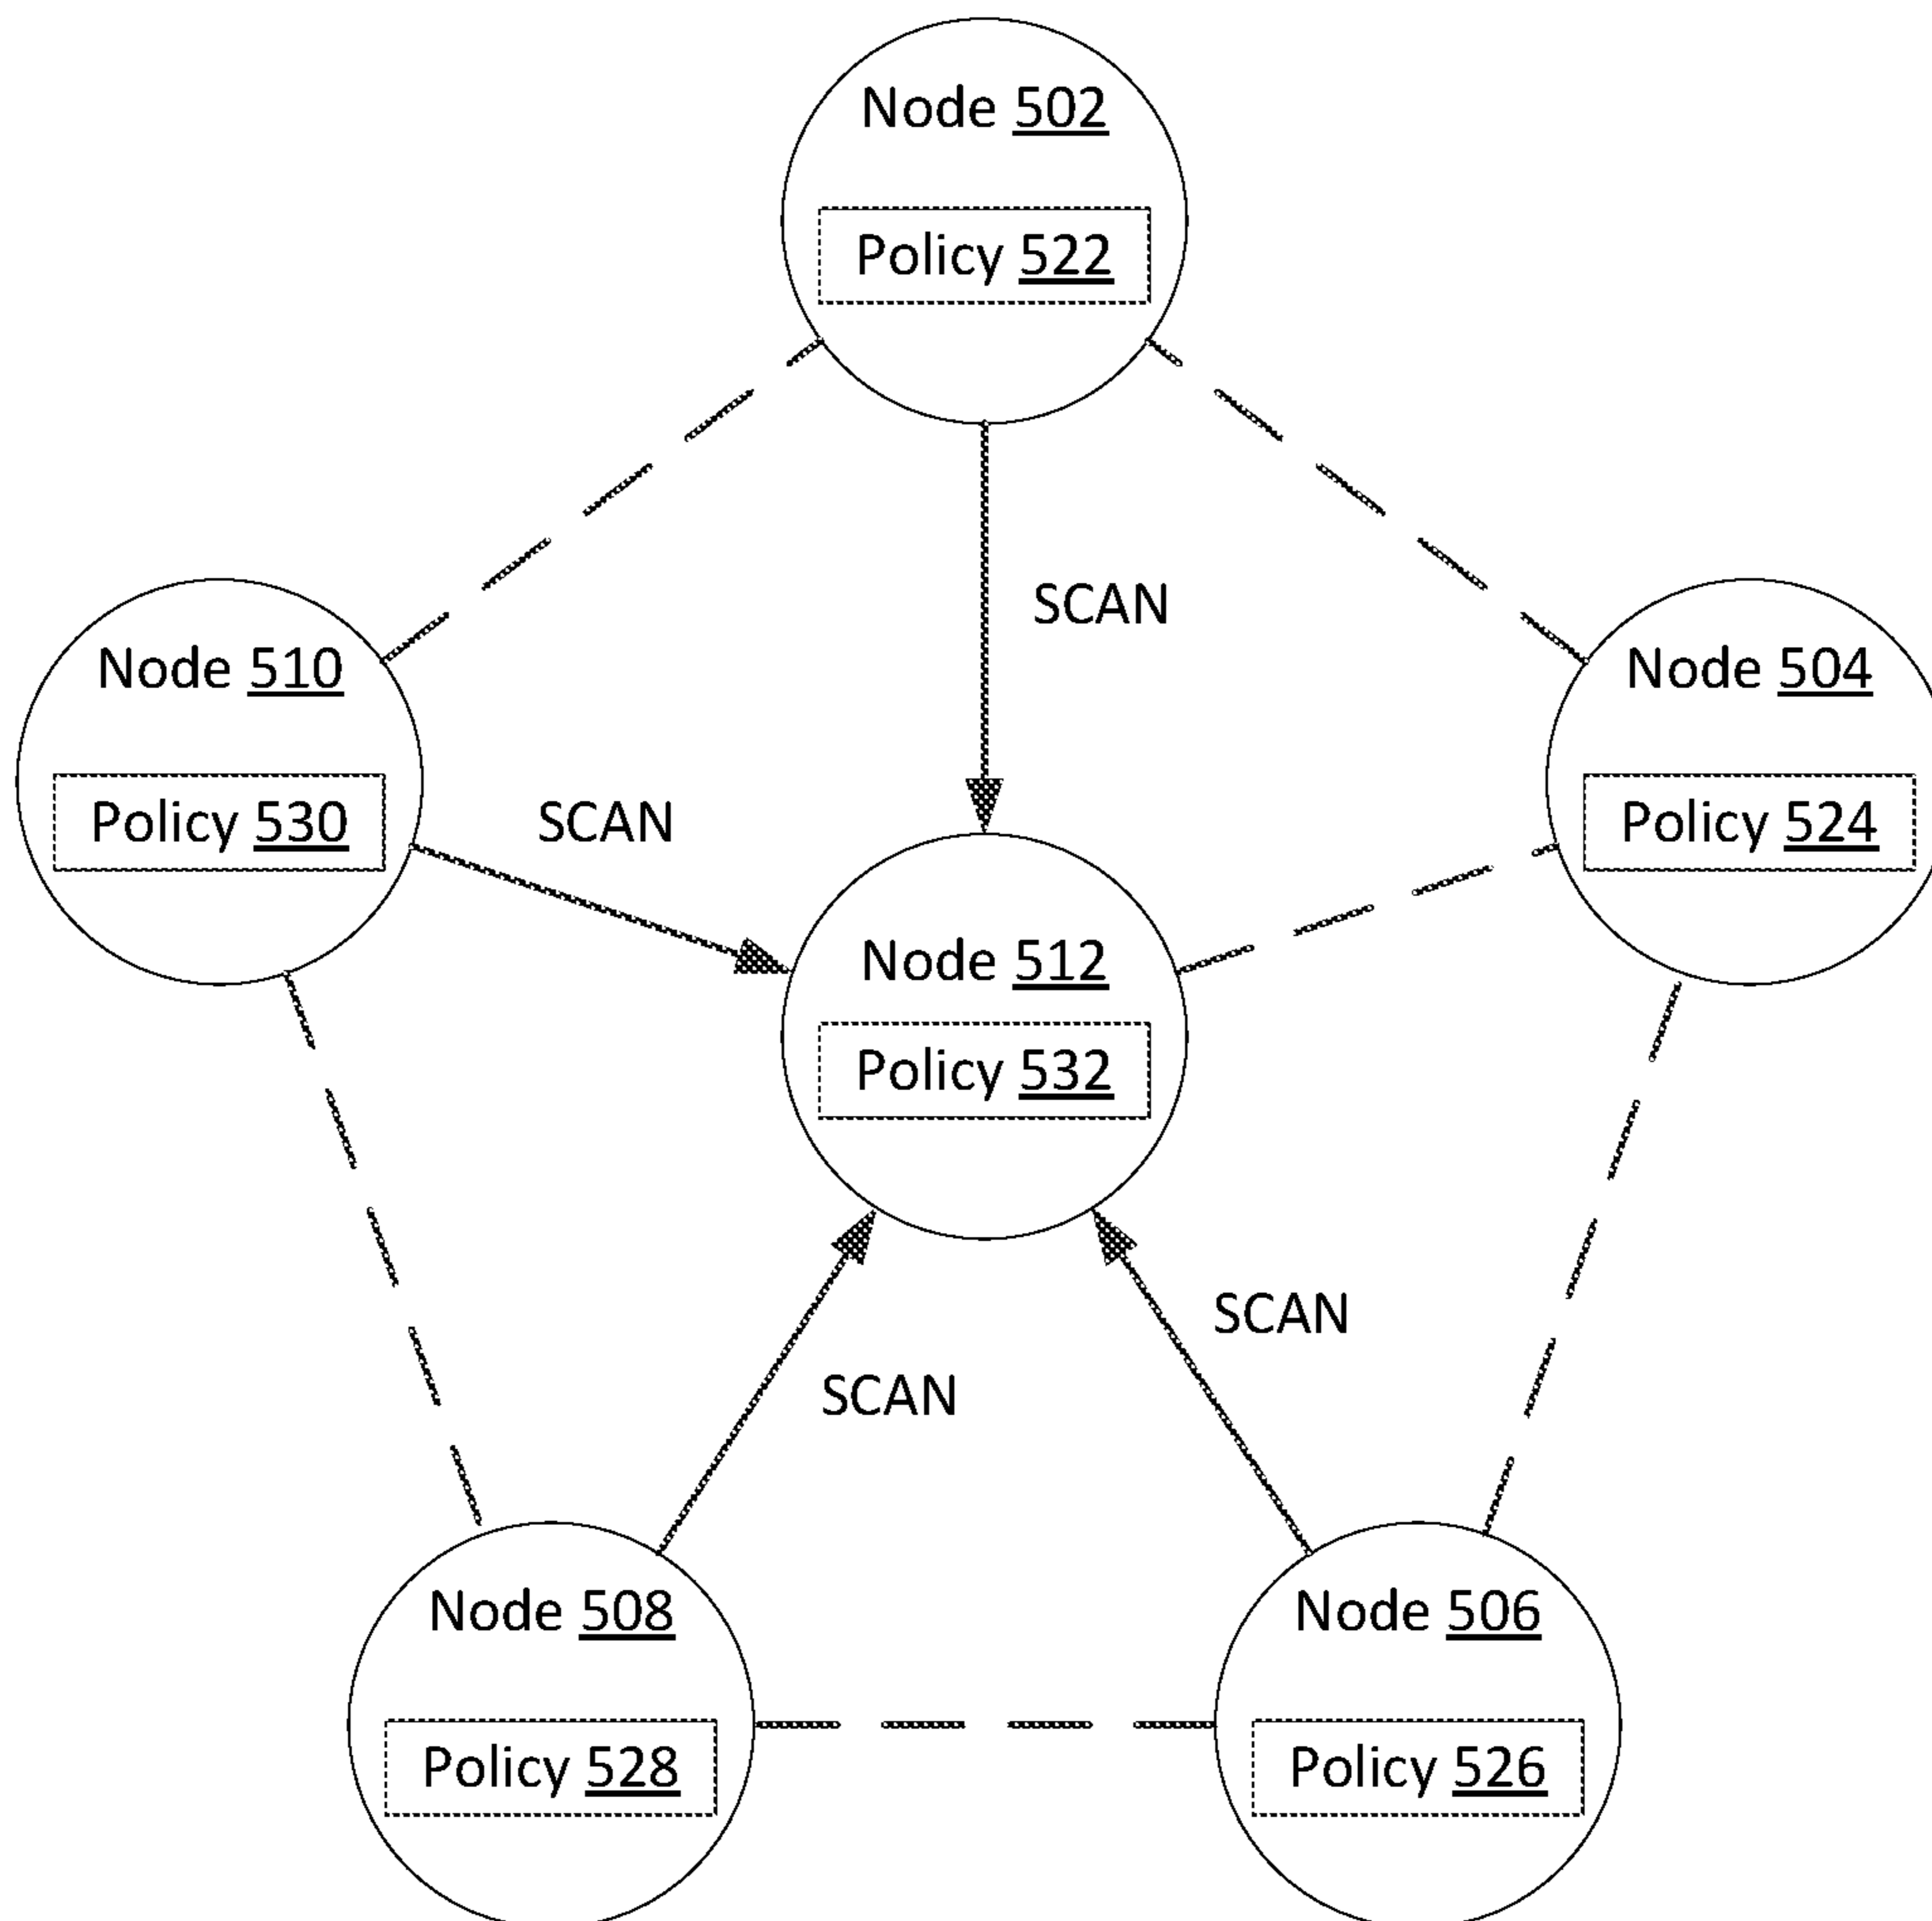 Node 502
Policy 522
SCAN
Node 510
Policy 530
Node 504
Policy 524
SCAN
Node 512
Policy 532
SCAN
SCAN
Node 508
Policy 528
Node 506
Policy 526